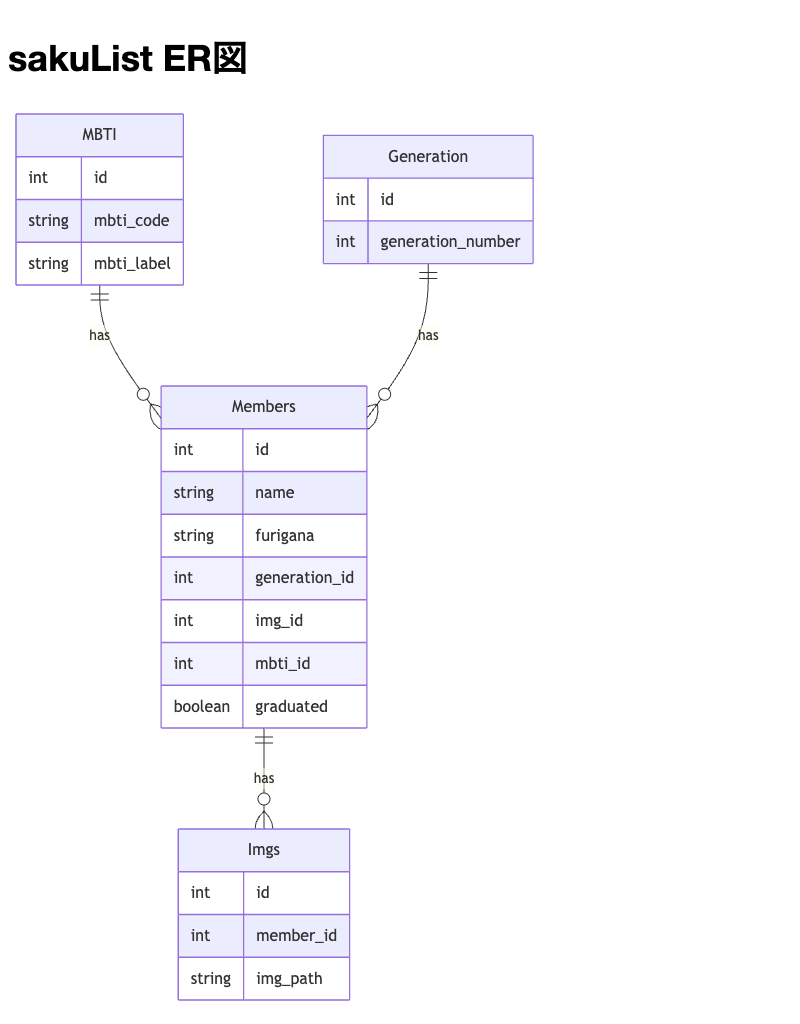 sakuList ER図
MBTI
int id
string mbti_code
string mbti_label
Generation
int id
int generation_number
has
has
Members
int id
string name
string furigana
int generation_id
int img_id
int mbti_id
boolean graduated
has
Imgs
int id
int member_id
string img_path